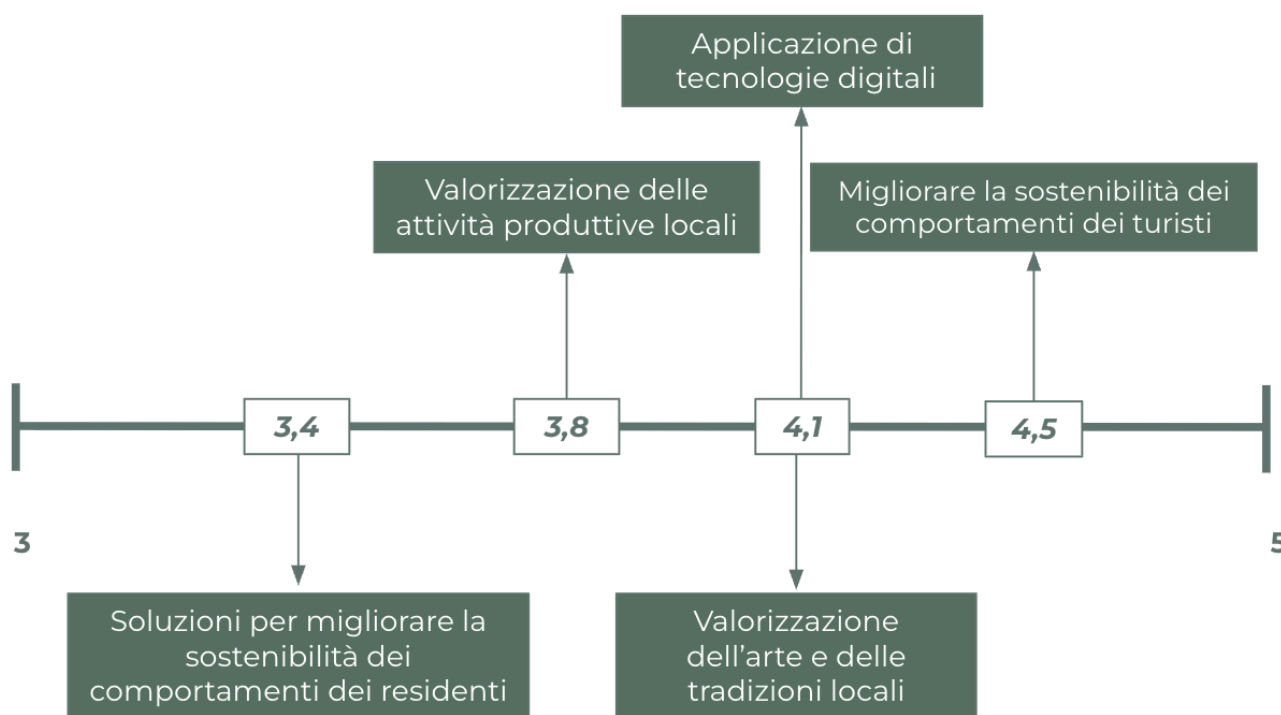 Applicazione di
tecnologie digitali
Valorizzazione delle
attività produttive locali
Migliorare la sostenibilità dei
comportamenti dei turisti
3,4
3,8
4,1
4,5
3
5
Soluzioni per migliorare la
sostenibilità dei
comportamenti dei residenti
Valorizzazione
dell'arte e delle
tradizioni locali